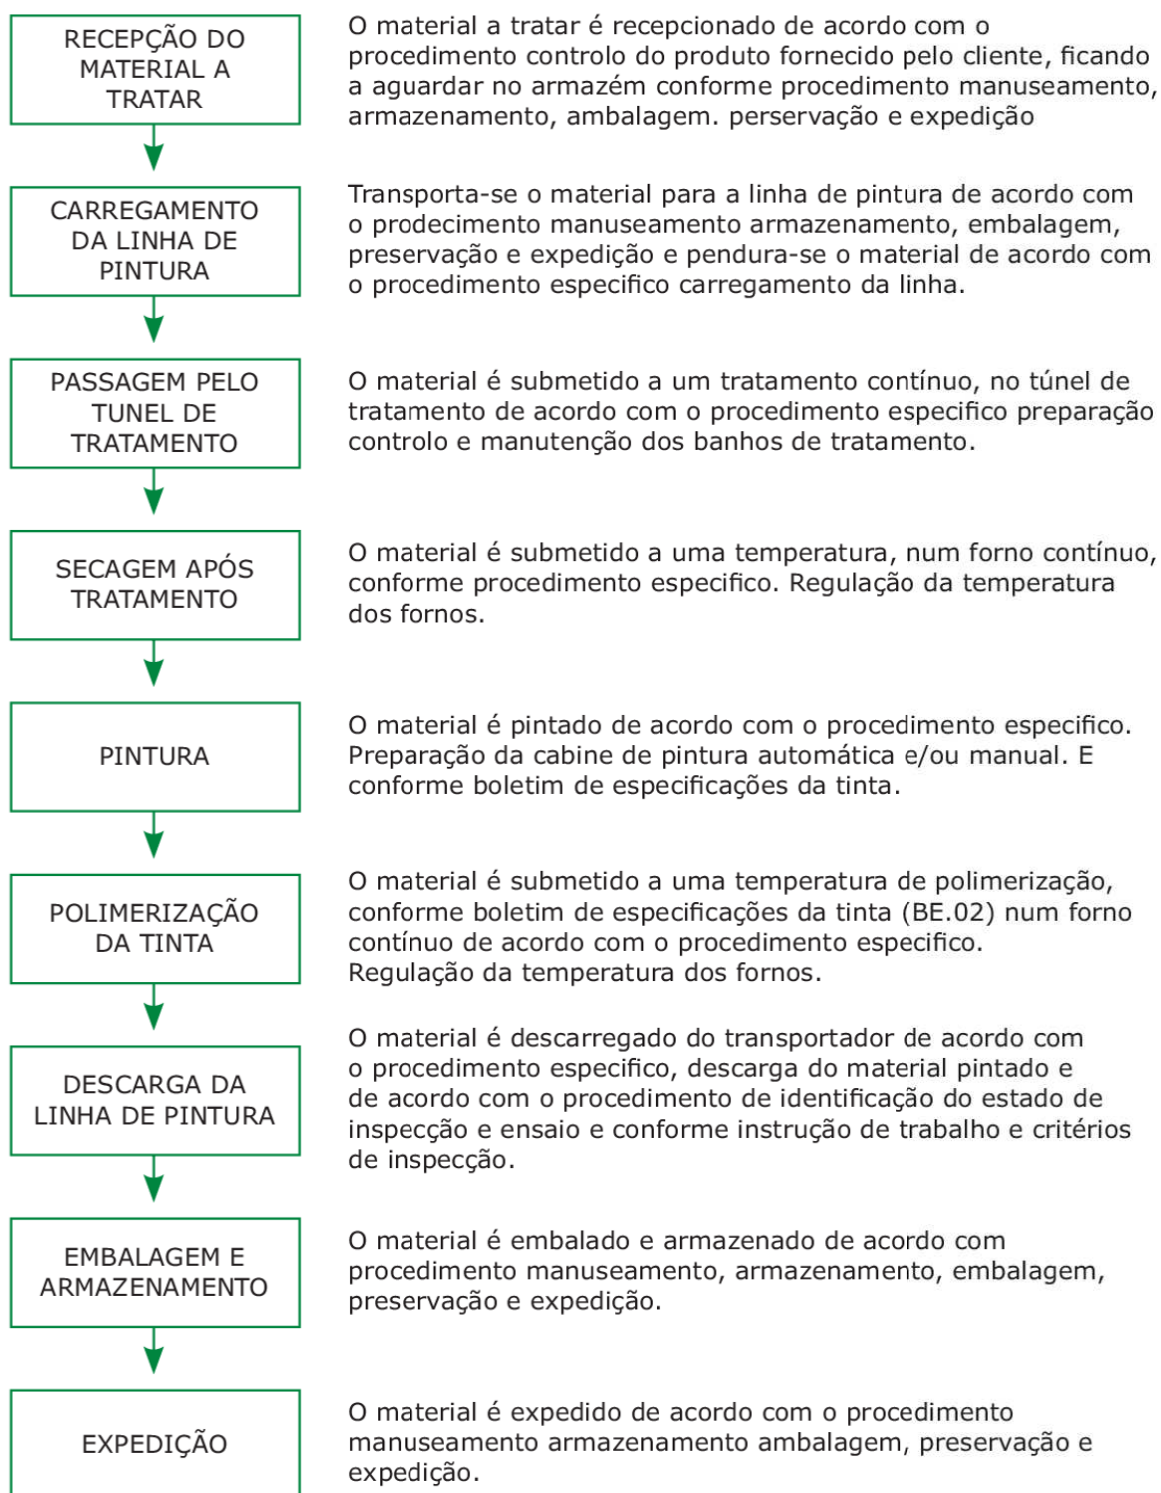 RECEPÇÃO DO
MATERIAL A
TRATAR
O material a tratar é recepcionado de acordo com o
procedimento controlo do produto fornecido pelo cliente, ficando
a aguardar no armazém conforme procedimento manuseamento,
armazenamento, ambalagem. perservação e expedição
CARREGAMENTO
DA LINHA DE
PINTURA
Transporta-se o material para a linha de pintura de acordo com
o prodecimento manuseamento armazenamento, embalagem,
preservação e expedição e pendura-se o material de acordo com
o procedimento especifico carregamento da linha.
PASSAGEM PELO
TUNEL DE
TRATAMENTO
O material é submetido a um tratamento contínuo, no túnel de
tratamento de acordo com o procedimento especifico preparação
controlo e manutenção dos banhos de tratamento.
SECAGEM APÓS
TRATAMENTO
O material é submetido a uma temperatura, num forno contínuo,
conforme procedimento especifico. Regulação da temperatura
dos fornos.
PINTURA
O material é pintado de acordo com o procedimento especifico.
Preparação da cabine de pintura automática e/ou manual. E
conforme boletim de especificações da tinta.
POLIMERIZAÇÃO
DA TINTA
O material é submetido a uma temperatura de polimerização,
conforme boletim de especificações da tinta (BE.02) num forno
contínuo de acordo com o procedimento especifico.
Regulação da temperatura dos fornos.
DESCARGA DA
LINHA DE PINTURA
O material é descarregado do transportador de acordo com
o procedimento especifico, descarga do material pintado e
de acordo com o procedimento de identificação do estado de
inspecção e ensaio e conforme instrução de trabalho e critérios
de inspecção.
EMBALAGEM E
ARMAZENAMENTO
O material é embalado e armazenado de acordo com
procedimento manuseamento, armazenamento, embalagem,
preservação e expedição.
EXPEDIÇÃO
O material é expedido de acordo com o procedimento
manuseamento armazenamento ambalagem, preservação e
expedição.